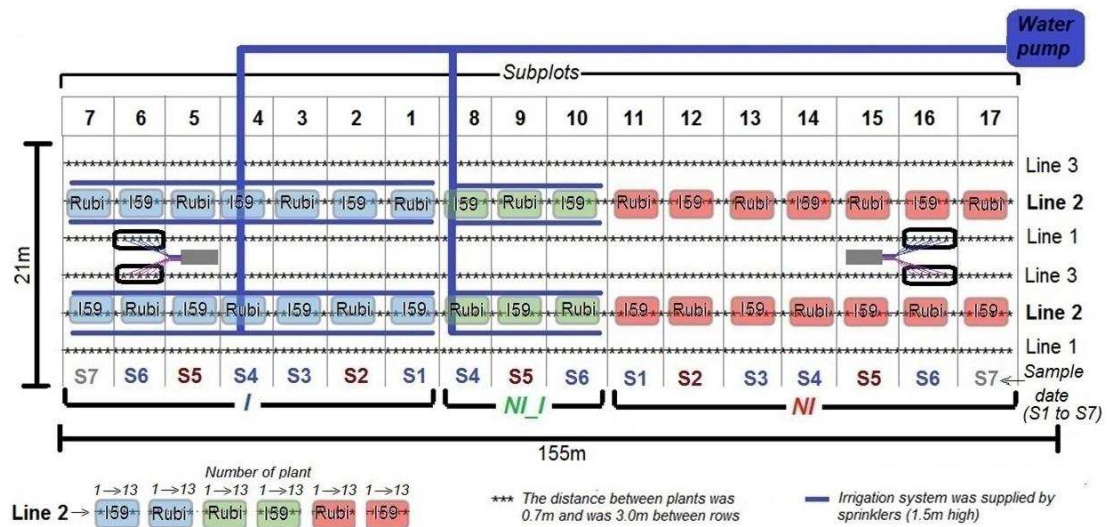 Water pump
Subplots
7 6 5 4 3 2 1 8 9 10 11 12 13 14 15 16 17
Line 3
Rubi I59 Rubi I59 Rubi I59 Rubi I59 Rubi I59 Rubi I59 Rubi I59 Rubi I59 Rubi Line 2
Line 1
21m
Line 3
I59 Rubi I59 Rubi I59 Rubi I59 Rubi I59 Rubi I59 Rubi I59 Rubi I59 Rubi I59 Line 2
Line 1
S7 S6 S5 S4 S3 S2 S1 S4 S5 S6 S1 S2 S3 S4 S5 S6 S7 Sample date (S1 to S7)
I NI_I NI
155m
Number of plant
1→13 1→13 1→13 1→13 1→13 1→13
Line 2→ I59 Rubi Rubi I59 Rubi I59
*** The distance between plants was
0.7m and was 3.0m between rows
Irrigation system was supplied by
sprinklers (1.5m high)